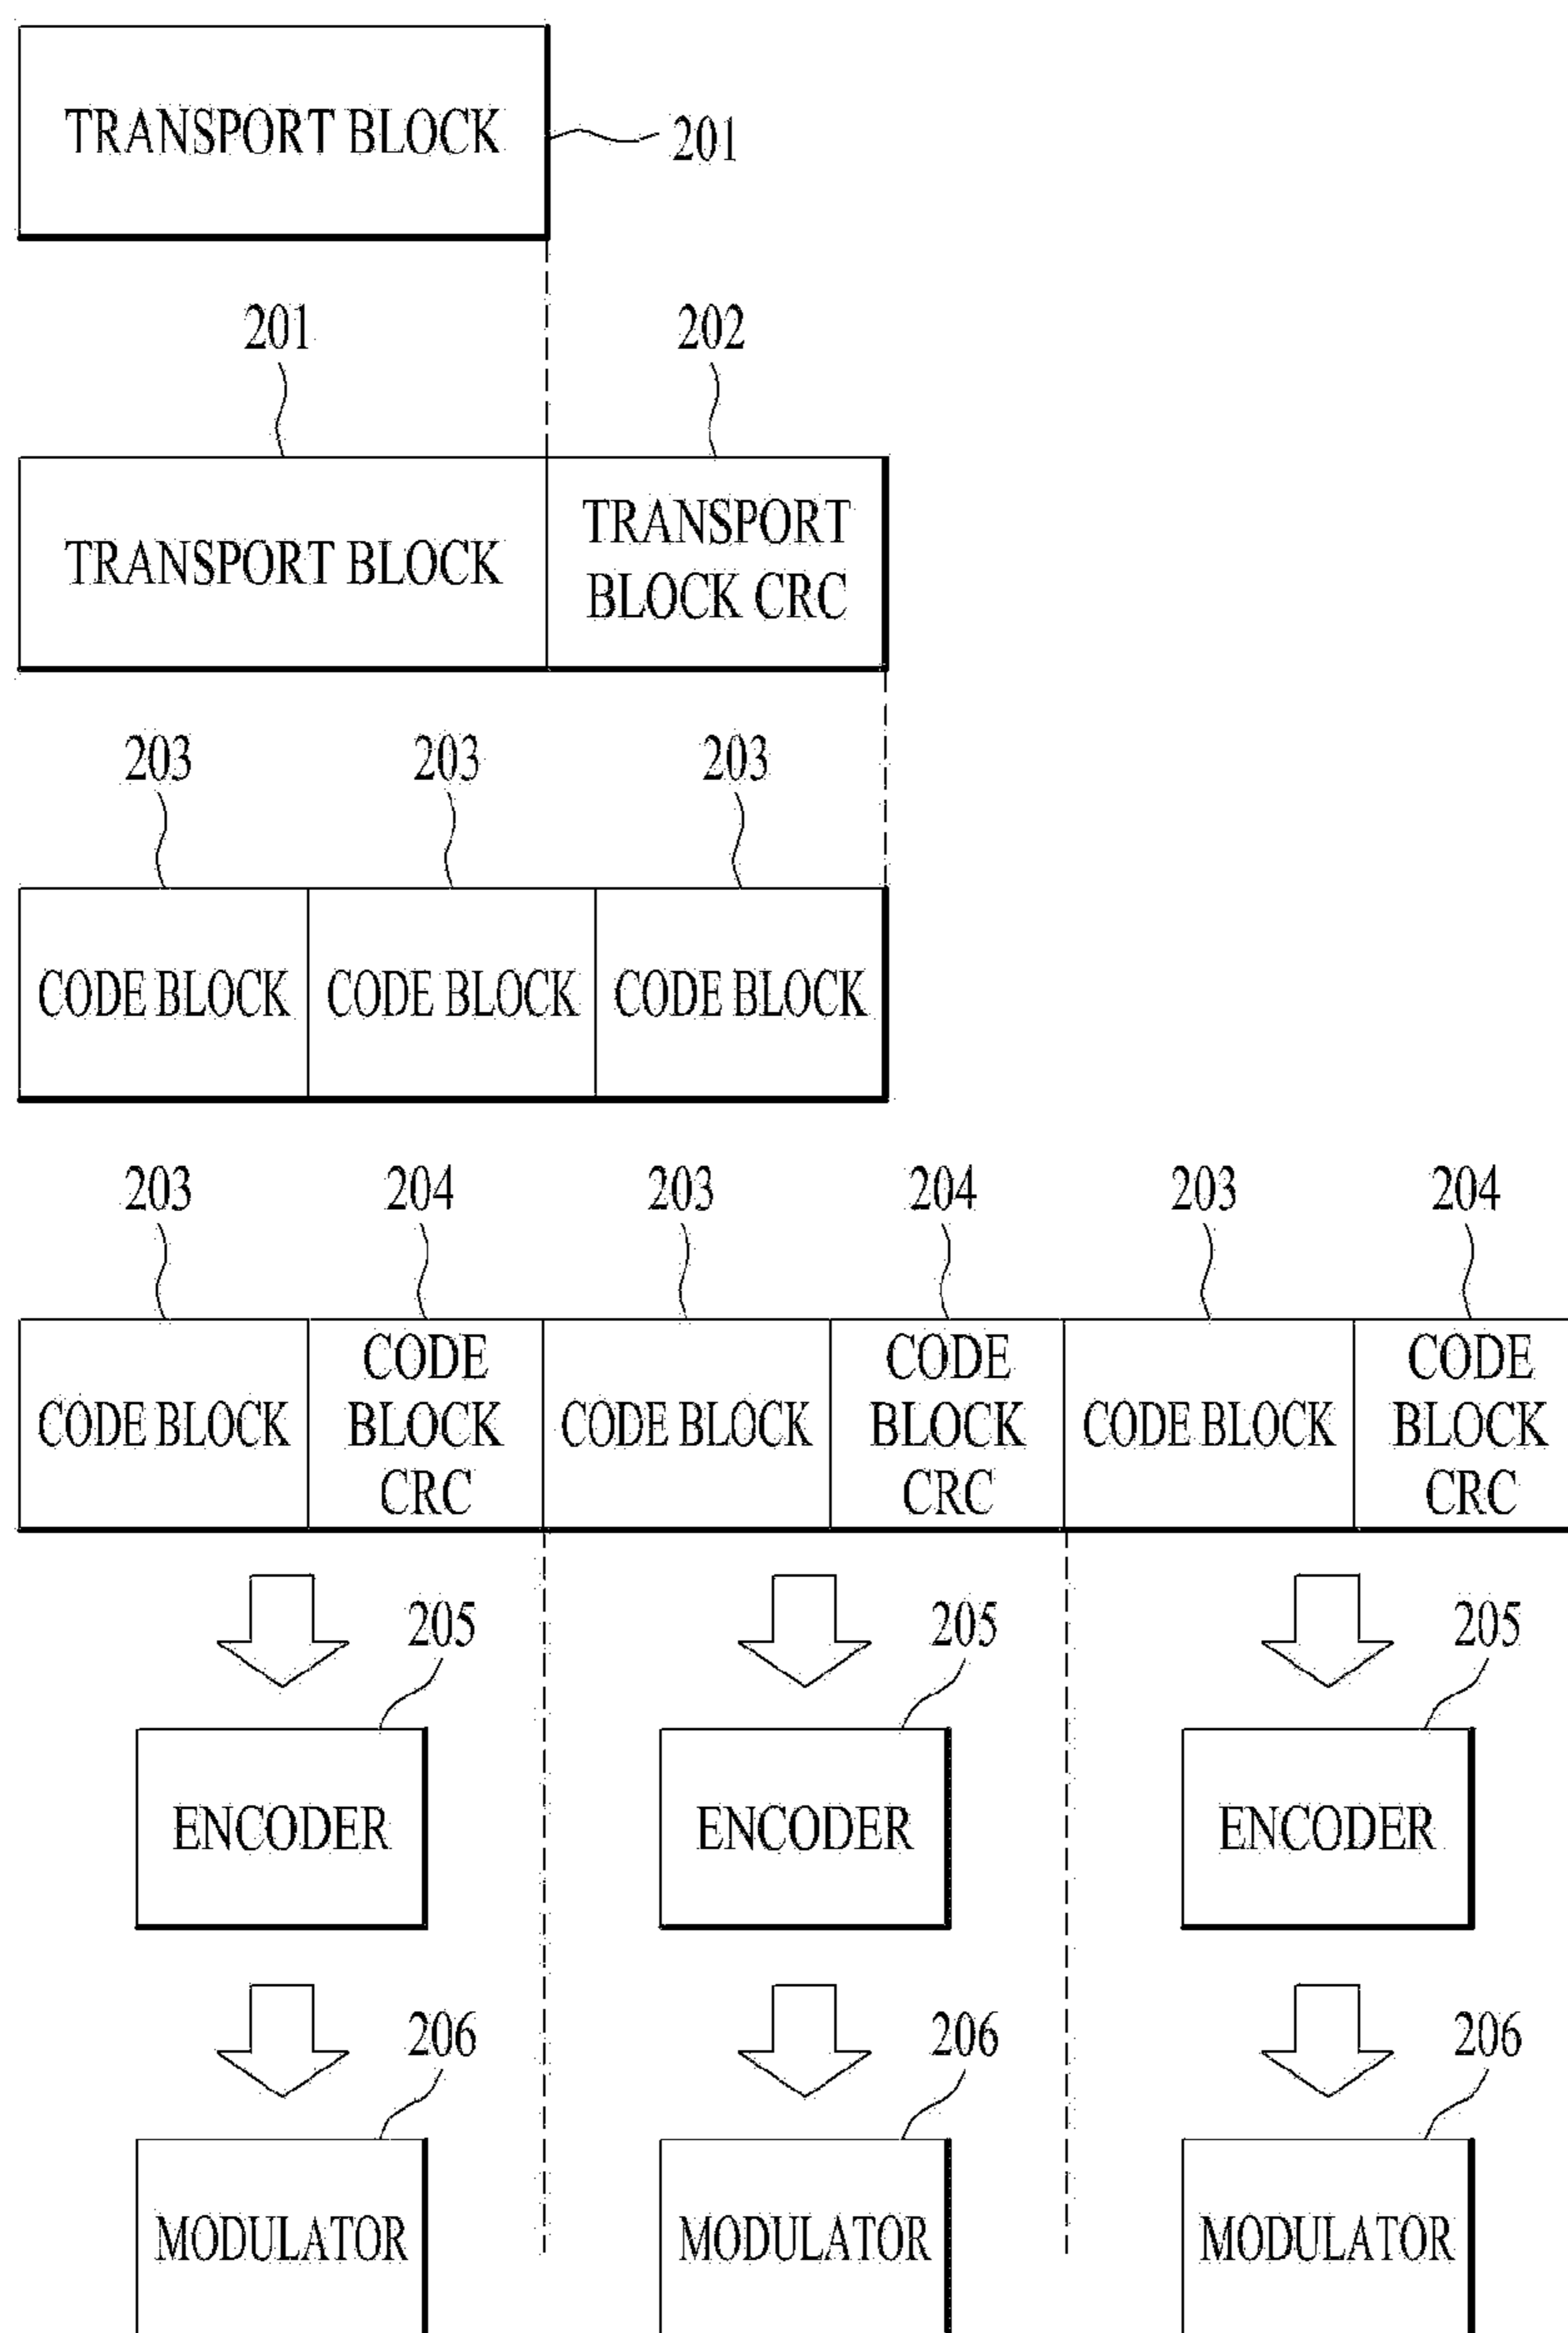 TRANSPORT BLOCK
201
201
202
TRANSPORT BLOCK
TRANSPORT
BLOCK CRC
203
203
203
CODE BLOCK
CODE BLOCK
CODE BLOCK
203
204
203
204
203
204
CODE BLOCK
CODE
BLOCK
CRC
CODE BLOCK
CODE
BLOCK
CRC
CODE BLOCK
CODE
BLOCK
CRC
205
205
205
ENCODER
ENCODER
ENCODER
206
206
206
MODULATOR
MODULATOR
MODULATOR